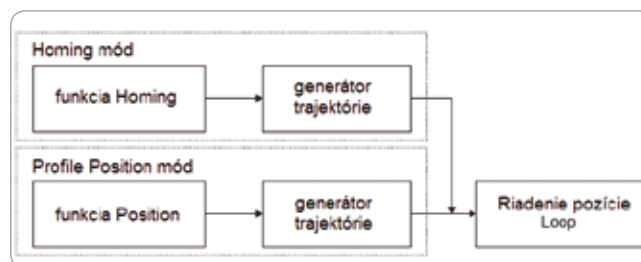 Homing mód
funkcia Homing
generátor
trajektórie
Profile Position mód
funkcia Position
generátor
trajektórie
Riadenie pozície
Loop